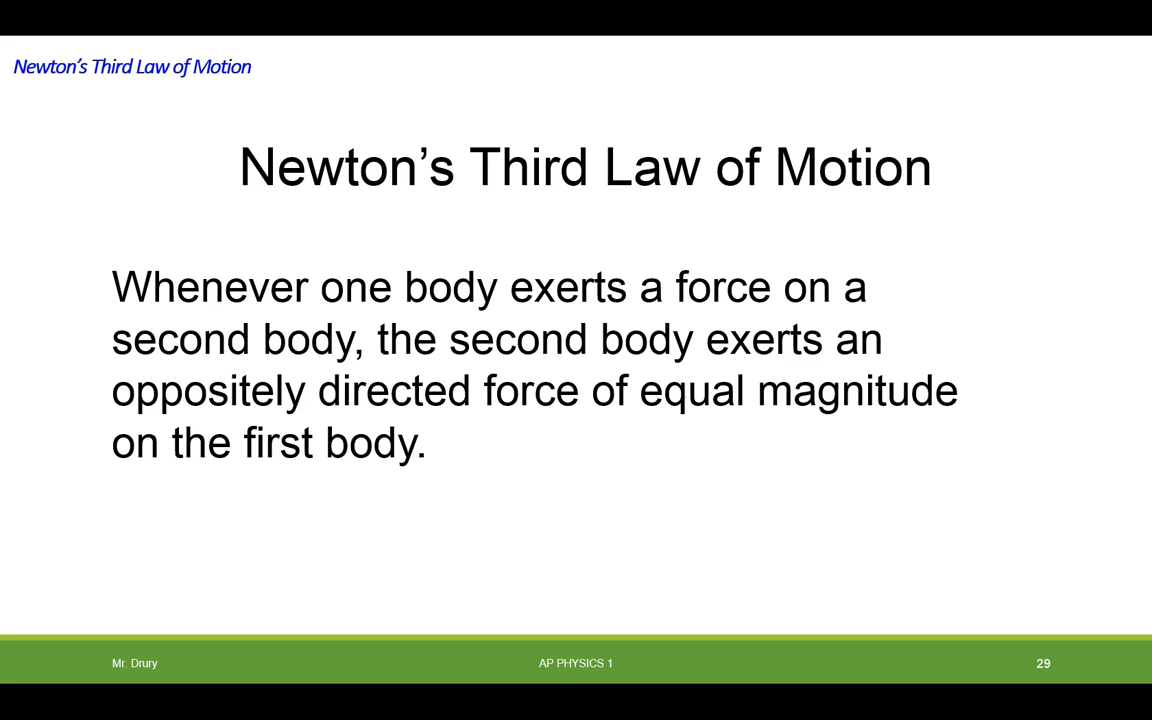 Newton’s Third Law of Motion
Newton’s Third Law of Motion
Whenever one body exerts a force on a
second body, the second body exerts an
oppositely directed force of equal magnitude
on the first body.
Mr. Drury
AP PHYSICS 1
29